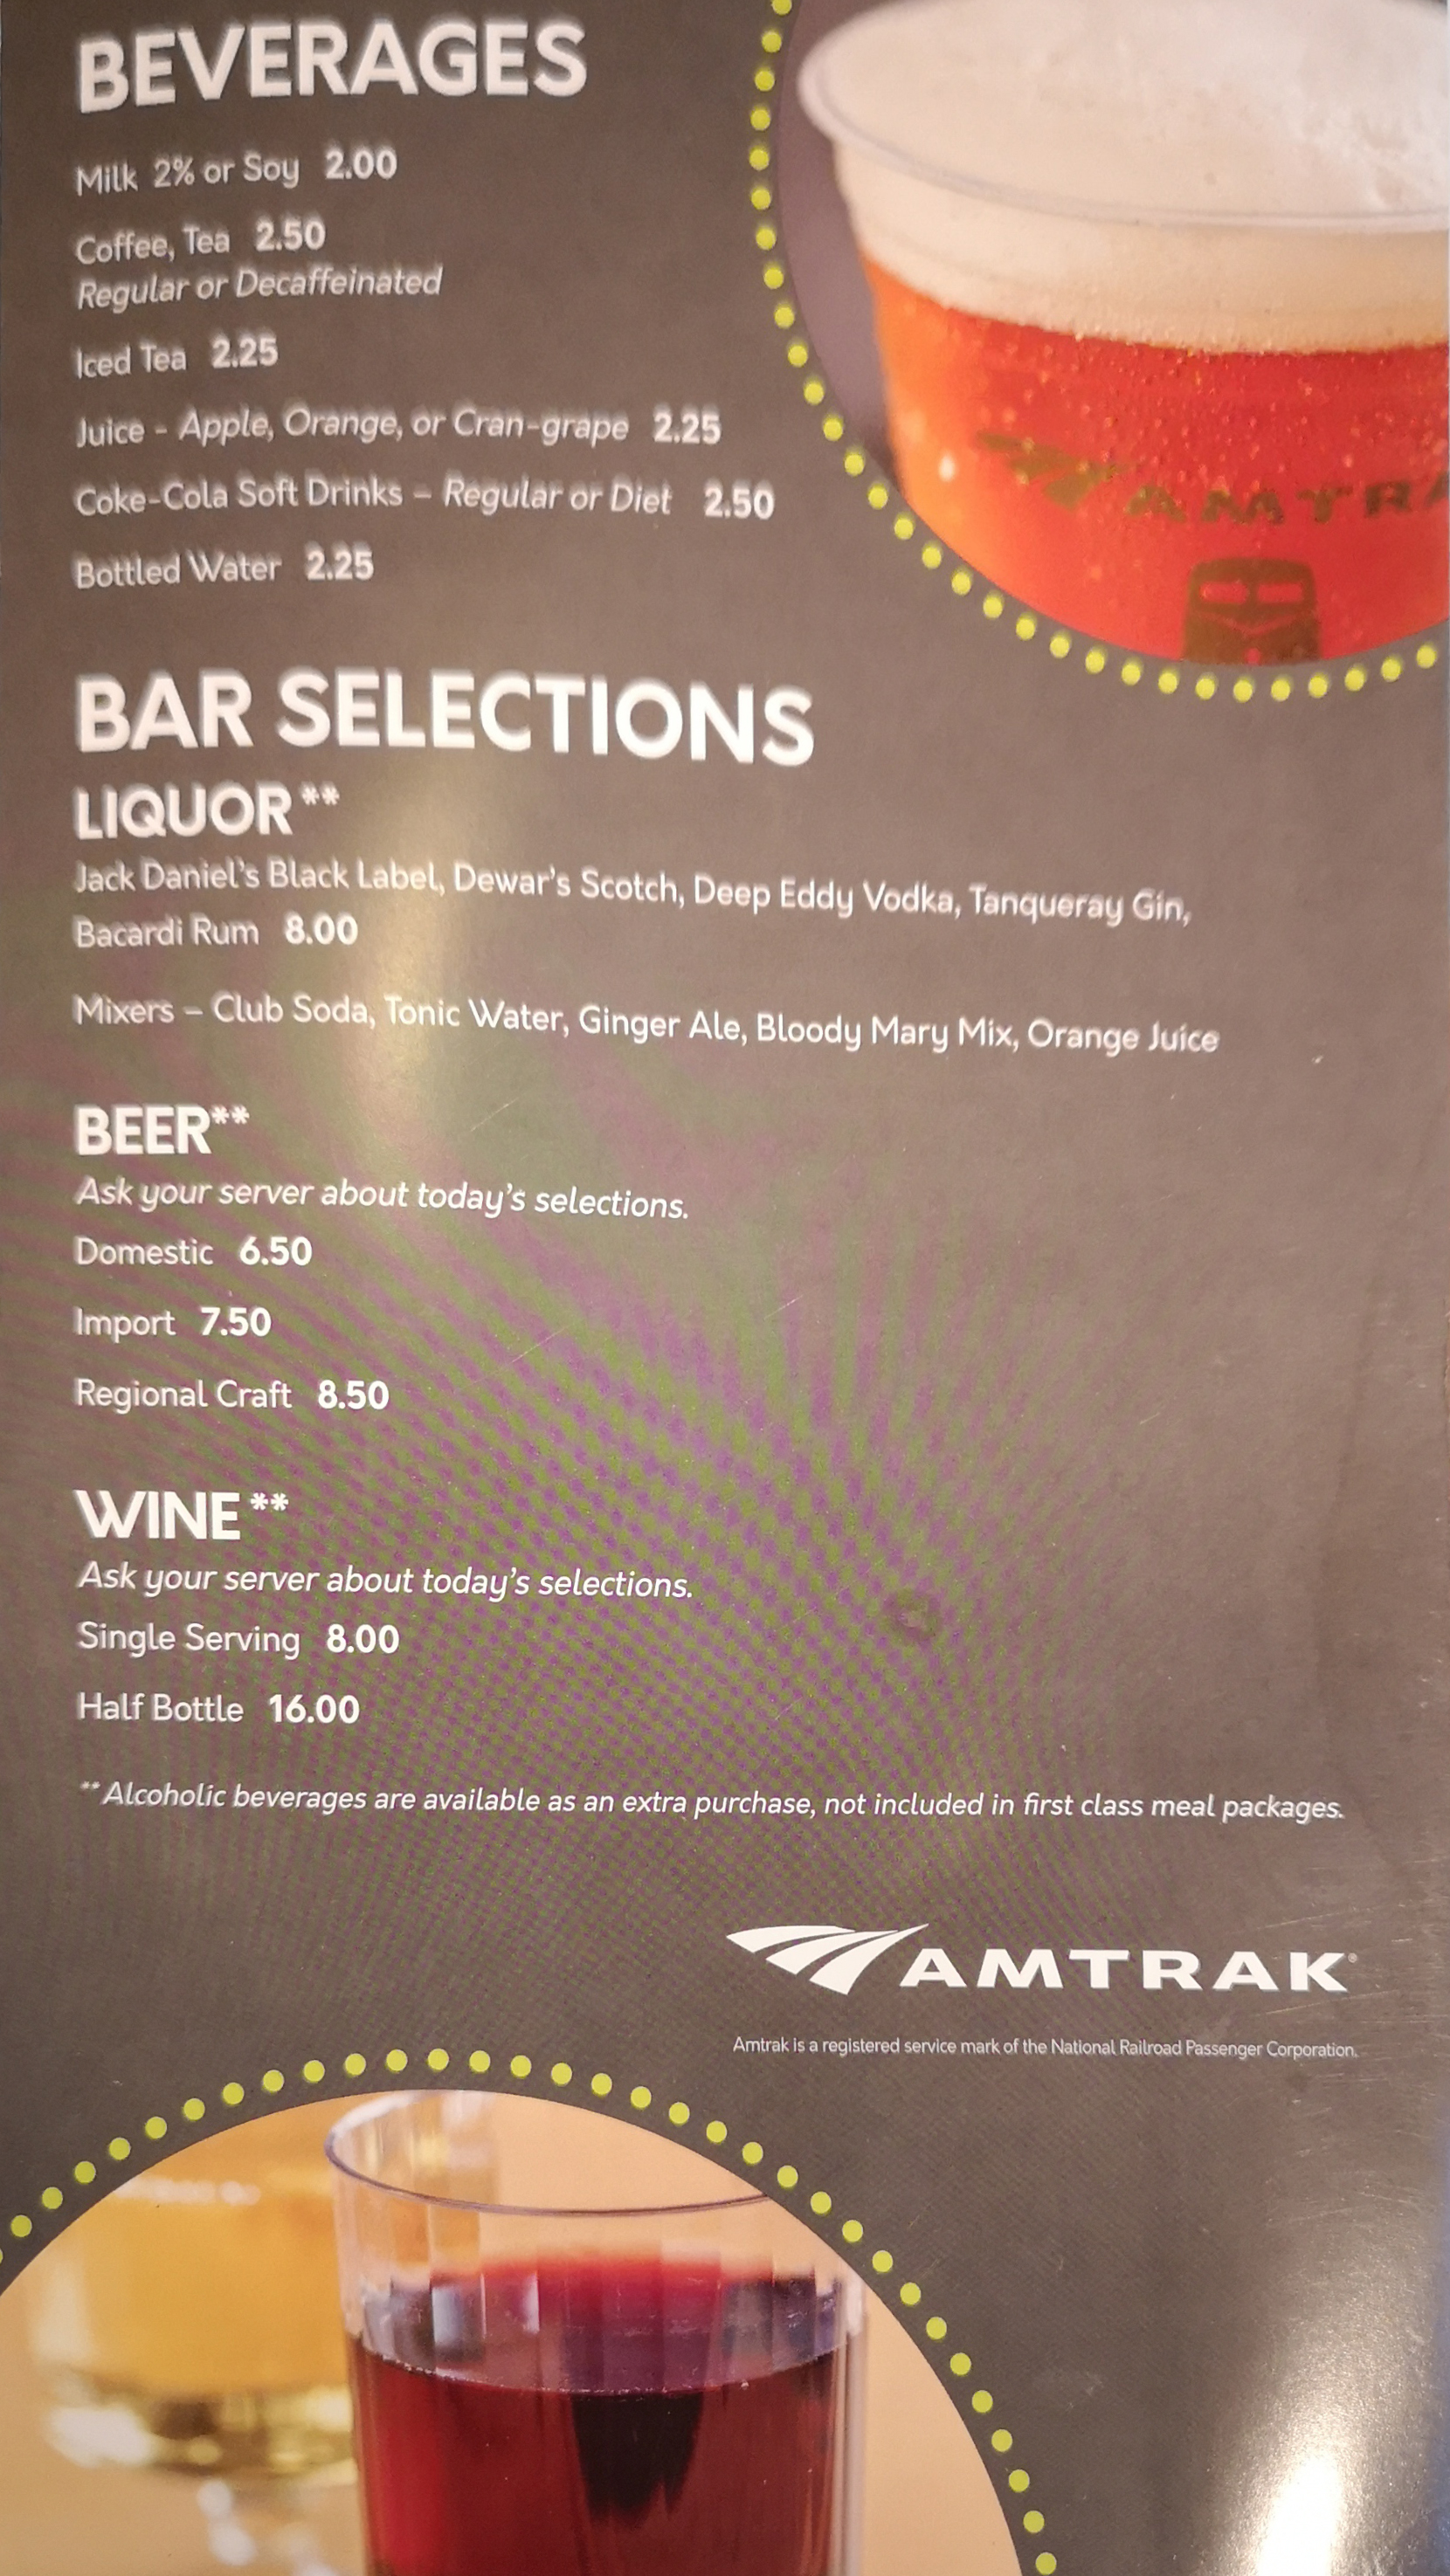 BEVERAGES
Milk 2% or Soy 2.00
Coffee, Tea 2.50
Regular or Decaffeinated
Iced Tea 2.25
Juice - Apple, Orange, or Cran-grape 2.25
Coke-Cola Soft Drinks – Regular or Diet 2.50
Bottled Water 2.25
AMTRA
BAR SELECTIONS
LIQUOR**
Jack Daniel's Black Label, Dewar's Scotch, Deep Eddy Vodka, Tanqueray Gin,
Bacardi Rum 8.00
Mixers – Club Soda, Tonic Water, Ginger Ale, Bloody Mary Mix, Orange Juice
BEER**
Ask your server about today's selections.
Domestic 6.50
Import 7.50
Regional Craft 8.50
WINE**
Ask your server about today's selections.
Single Serving 8.00
Half Bottle 16.00
**Alcoholic beverages are available as an extra purchase, not included in first class meal packages.
AMTRAK®
Amtrak is a registered service mark of the National Railroad Passenger Corporation.